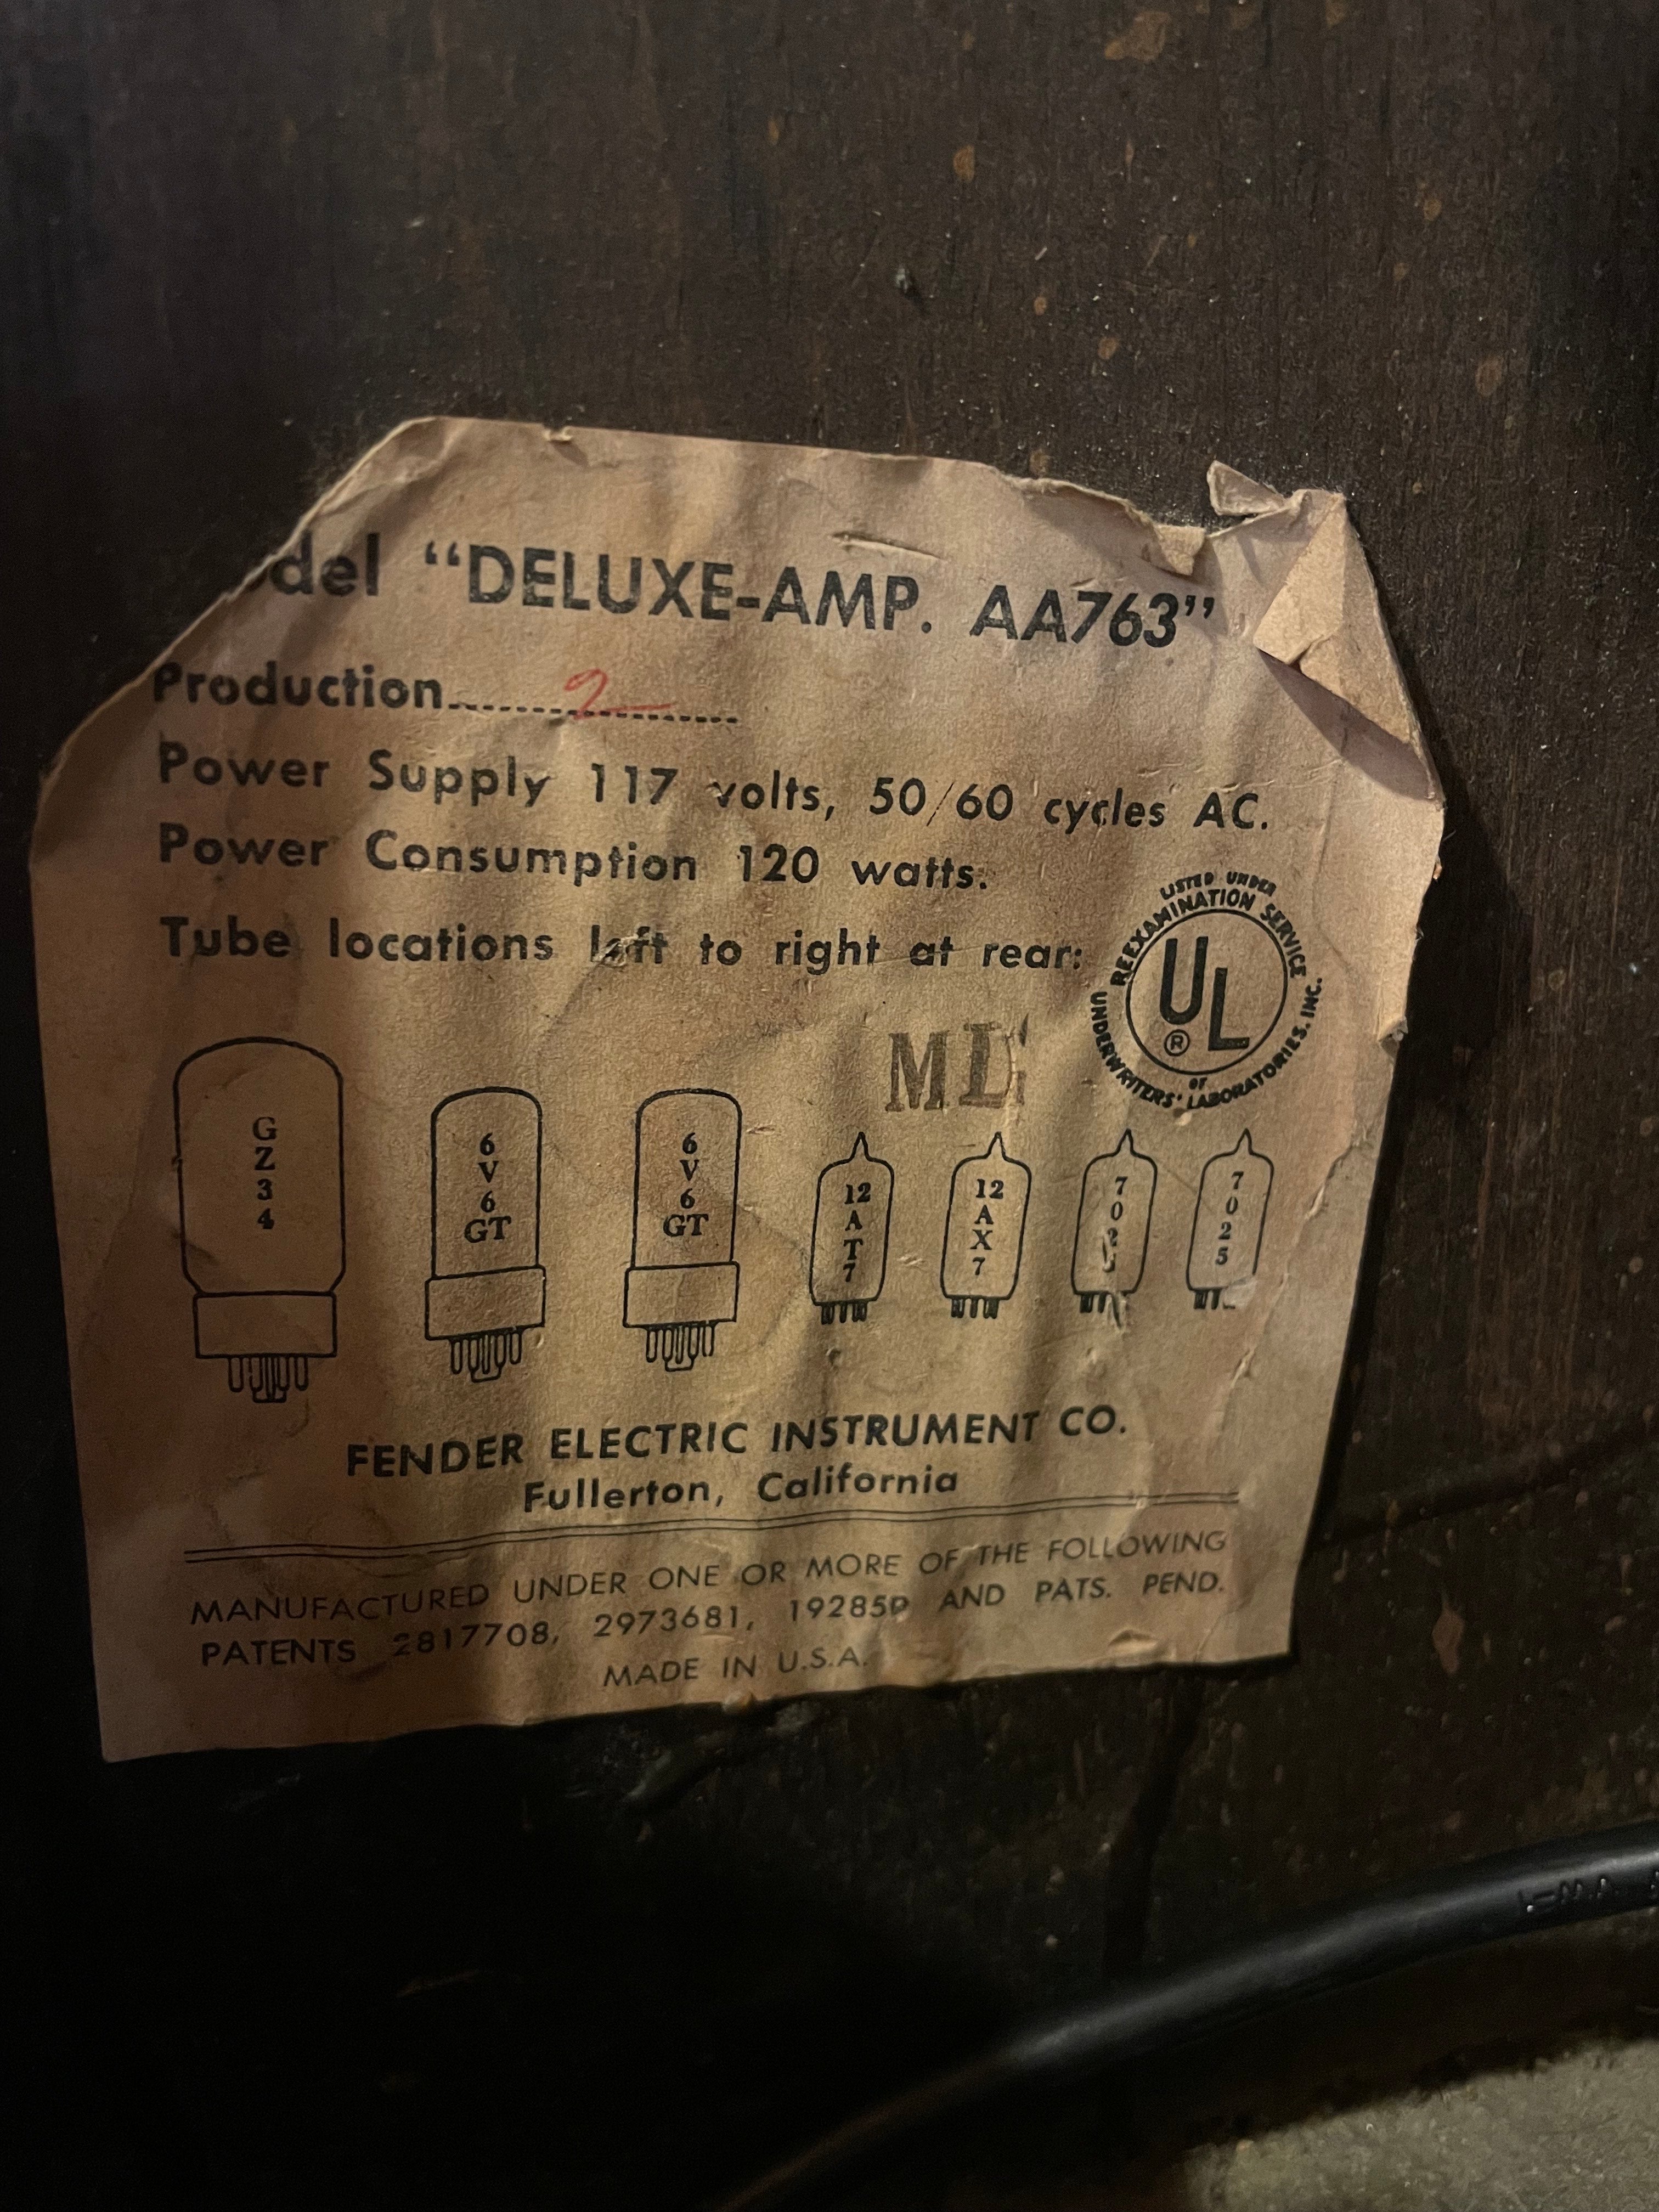 del “DELUXE-AMP. AA763”
Production 2
Power Supply 117 volts, 50/60 cycles AC.
Power Consumption 120 watts.
Tube locations left to right at rear:
LISTED UNDER
REEXAMINATION SERVICE
UL
®
OF
UNDERWRITERS' LABORATORIES, INC.
ML
GZ34
6V6GT
6V6GT
12AT7
12AX7
7025
7025
FENDER ELECTRIC INSTRUMENT CO.
Fullerton, California
MANUFACTURED UNDER ONE OR MORE OF THE FOLLOWING
PATENTS 2817708, 2973681, 19285D AND PATS. PEND.
MADE IN U.S.A.